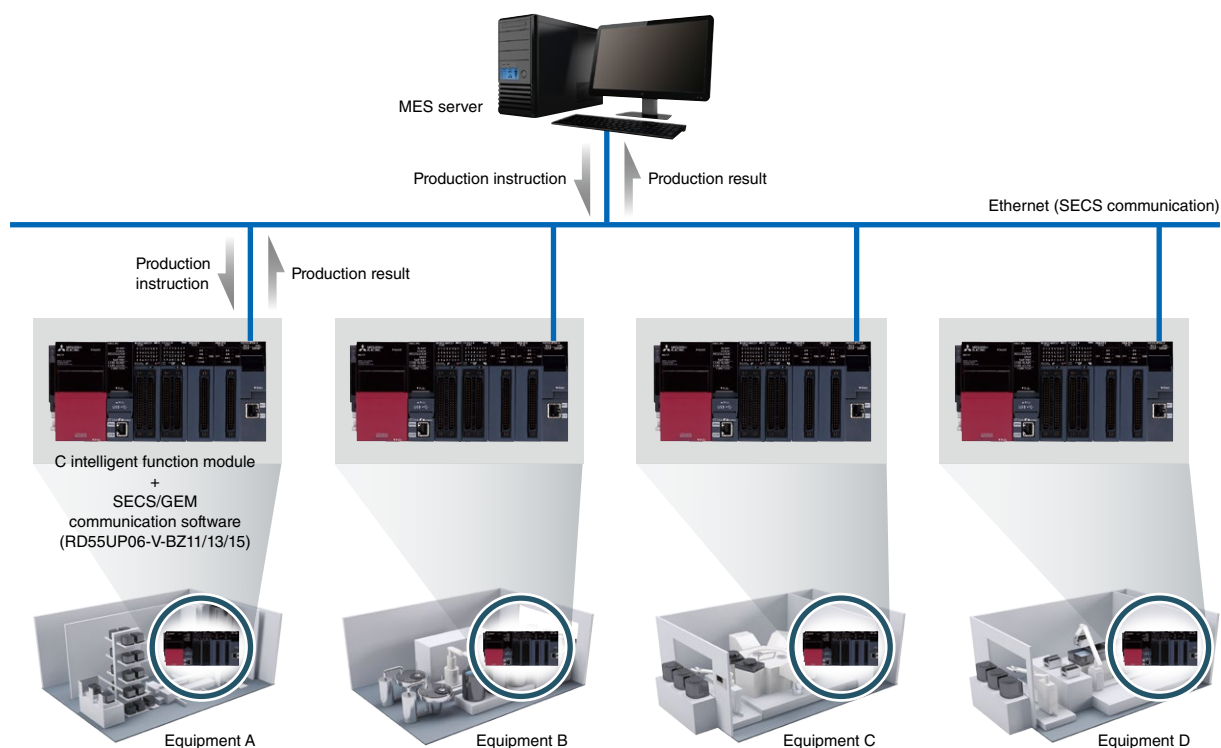 MES server
Production instruction
Production result
Ethernet (SECS communication)
Production
instruction
Production result
C intelligent function module
+
SECS/GEM
communication software
(RD55UP06-V-BZ11/13/15)
Equipment A
Equipment B
Equipment C
Equipment D